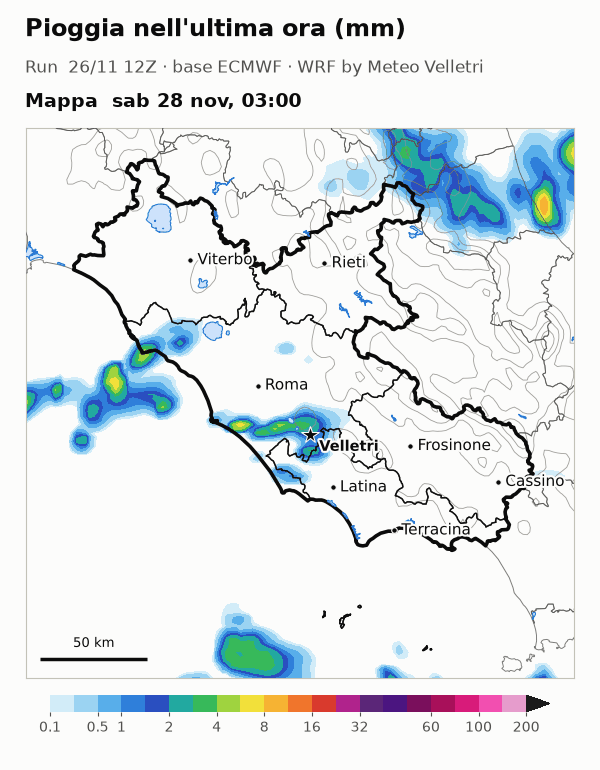 Pioggia nell'ultima ora (mm)
Run  26/11 12Z · base ECMWF · WRF by Meteo Velletri
Mappa  sab 28 nov, 03:00
Viterbo
Rieti
Roma
Velletri
Frosinone
Latina
Cassino
Terracina
50 km
0.1 0.5 1 2 4 8 16 32 60 100 200